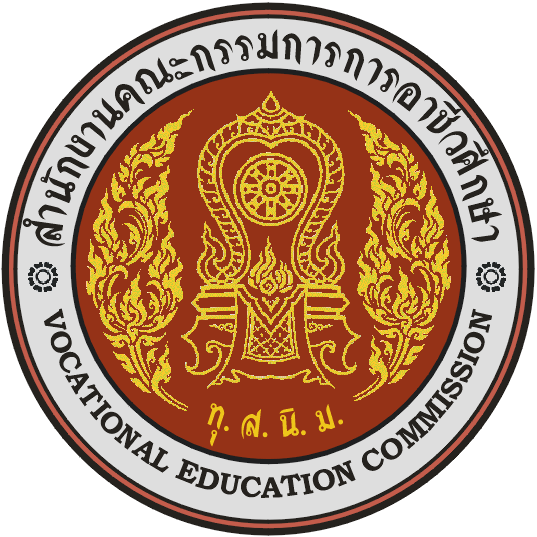 สำนักงานคณะกรรมการการอาชีวศึกษา
ทุ. ส. นิ. ม.
VOCATIONAL EDUCATION COMMISSION